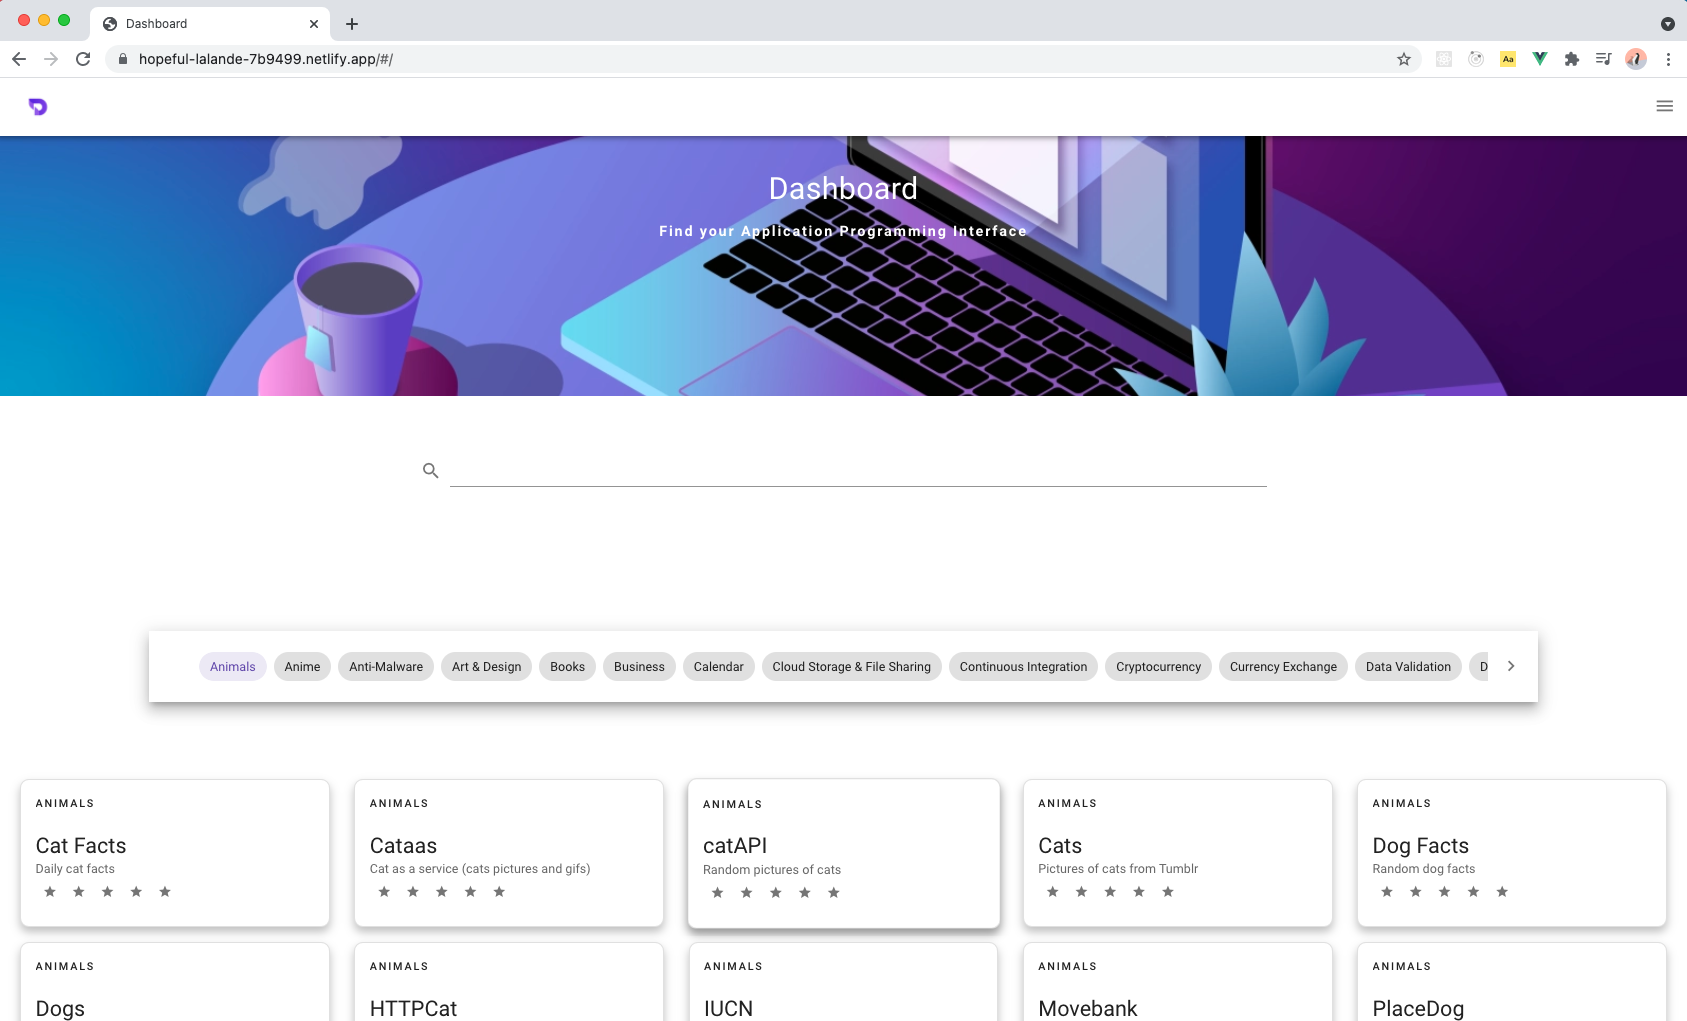 Dashboard
hopeful-lalande-7b9499.netlify.app/#/
Aa
Dashboard
Find your Application Programming Interface
Animals Anime Anti-Malware Art & Design Books Business Calendar Cloud Storage & File Sharing Continuous Integration Cryptocurrency Currency Exchange Data Validation D
ANIMALS
Cat Facts
Daily cat facts
ANIMALS
Cataas
Cat as a service (cats pictures and gifs)
ANIMALS
catAPI
Random pictures of cats
ANIMALS
Cats
Pictures of cats from Tumblr
ANIMALS
Dog Facts
Random dog facts
ANIMALS
Dogs
ANIMALS
HTTPCat
ANIMALS
IUCN
ANIMALS
Movebank
ANIMALS
PlaceDog